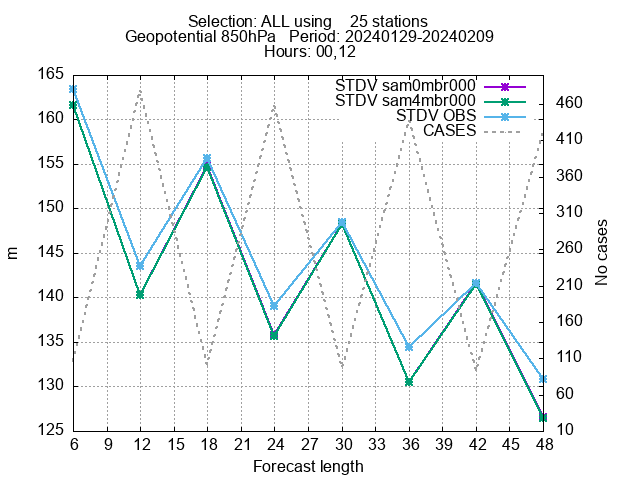 Selection: ALL using    25 stations
Geopotential 850hPa   Period: 20240129-20240209
Hours: 00,12
STDV sam0mbr000
STDV sam4mbr000
STDV OBS
CASES
165
160
155
150
145
140
135
130
125
m
460
410
360
310
260
210
160
110
60
10
No cases
6 9 12 15 18 21 24 27 30 33 36 39 42 45 48
Forecast length